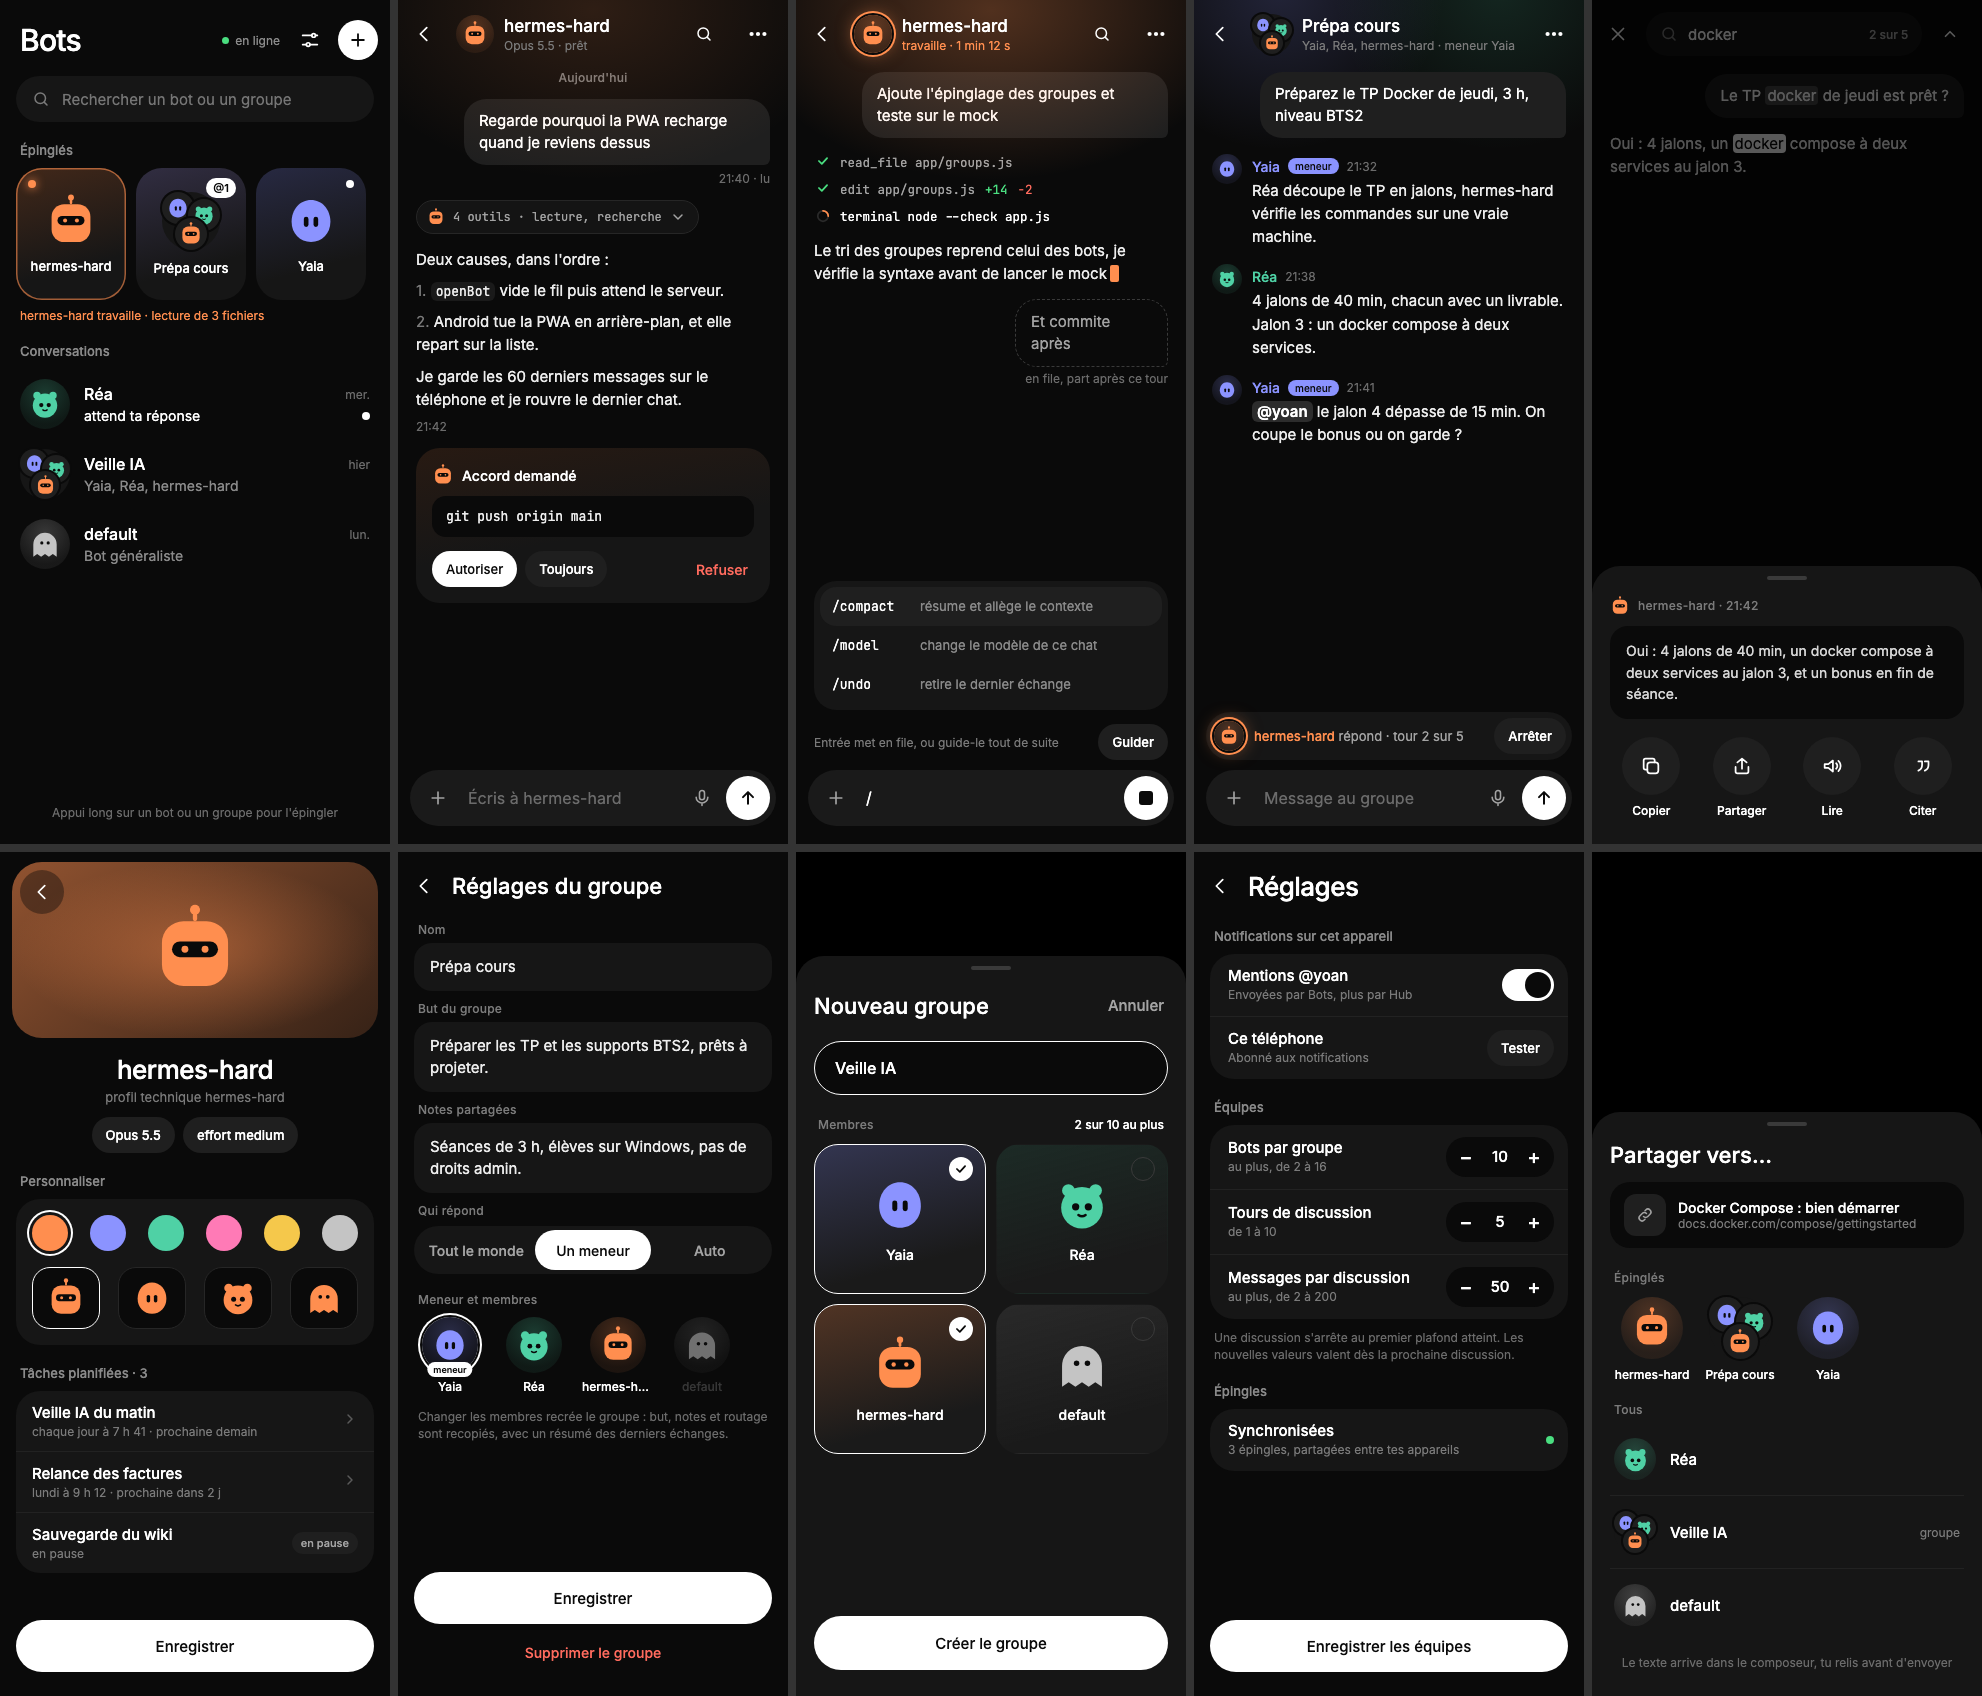 Bots
en ligne
Rechercher un bot ou un groupe
Épinglés
@1
hermes-hard
Prépa cours
Yaia
hermes-hard travaille · lecture de 3 fichiers
Conversations
Réa
mer.
attend ta réponse
Veille IA
hier
Yaia, Réa, hermes-hard
default
lun.
Bot généraliste
Appui long sur un bot ou un groupe pour l'épingler
hermes-hard
Opus 5.5 · prêt
Aujourd'hui
Regarde pourquoi la PWA recharge
quand je reviens dessus
21:40 · lu
4 outils · lecture, recherche
Deux causes, dans l'ordre :
1. openBot vide le fil puis attend le serveur.
2. Android tue la PWA en arrière-plan, et elle
repart sur la liste.
Je garde les 60 derniers messages sur le
téléphone et je rouvre le dernier chat.
21:42
Accord demandé
git push origin main
Autoriser
Toujours
Refuser
Écris à hermes-hard
hermes-hard
travaille · 1 min 12 s
Ajoute l'épinglage des groupes et
teste sur le mock
read_file app/groups.js
edit app/groups.js +14 -2
terminal node --check app.js
Le tri des groupes reprend celui des bots, je
vérifie la syntaxe avant de lancer le mock
Et commite
après
en file, part après ce tour
/compact résume et allège le contexte
/model change le modèle de ce chat
/undo retire le dernier échange
Entrée met en file, ou guide-le tout de suite
Guider
/
Prépa cours
Yaia, Réa, hermes-hard · meneur Yaia
Préparez le TP Docker de jeudi, 3 h,
niveau BTS2
Yaia meneur 21:32
Réa découpe le TP en jalons, hermes-hard
vérifie les commandes sur une vraie
machine.
Réa 21:38
4 jalons de 40 min, chacun avec un livrable.
Jalon 3 : un docker compose à deux
services.
Yaia meneur 21:41
@yoan le jalon 4 dépasse de 15 min. On
coupe le bonus ou on garde ?
hermes-hard répond · tour 2 sur 5
Arrêter
Message au groupe
docker
2 sur 5
Le TP docker de jeudi est prêt ?
Oui : 4 jalons, un docker compose à deux
services au jalon 3.
hermes-hard · 21:42
Oui : 4 jalons de 40 min, un docker compose à
deux services au jalon 3, et un bonus en fin de
séance.
Copier
Partager
Lire
Citer
hermes-hard
profil technique hermes-hard
Opus 5.5
effort medium
Personnaliser
Tâches planifiées · 3
Veille IA du matin
chaque jour à 7 h 41 · prochaine demain
Relance des factures
lundi à 9 h 12 · prochaine dans 2 j
Sauvegarde du wiki
en pause
en pause
Enregistrer
Réglages du groupe
Nom
Prépa cours
But du groupe
Préparer les TP et les supports BTS2, prêts à
projeter.
Notes partagées
Séances de 3 h, élèves sur Windows, pas de
droits admin.
Qui répond
Tout le monde
Un meneur
Auto
Meneur et membres
meneur
Yaia
Réa
hermes-h...
default
Changer les membres recrée le groupe : but, notes et routage
sont recopiés, avec un résumé des derniers échanges.
Enregistrer
Supprimer le groupe
Nouveau groupe
Annuler
Veille IA
Membres
2 sur 10 au plus
Yaia
Réa
hermes-hard
default
Créer le groupe
Réglages
Notifications sur cet appareil
Mentions @yoan
Envoyées par Bots, plus par Hub
Ce téléphone
Abonné aux notifications
Tester
Équipes
Bots par groupe
au plus, de 2 à 16
− 10 +
Tours de discussion
de 1 à 10
− 5 +
Messages par discussion
au plus, de 2 à 200
− 50 +
Une discussion s'arrête au premier plafond atteint. Les
nouvelles valeurs valent dès la prochaine discussion.
Épingles
Synchronisées
3 épingles, partagées entre tes appareils
Enregistrer les équipes
Partager vers...
Docker Compose : bien démarrer
docs.docker.com/compose/gettingstarted
Épinglés
hermes-hard
Prépa cours
Yaia
Tous
Réa
Veille IA
groupe
default
Le texte arrive dans le composeur, tu relis avant d'envoyer